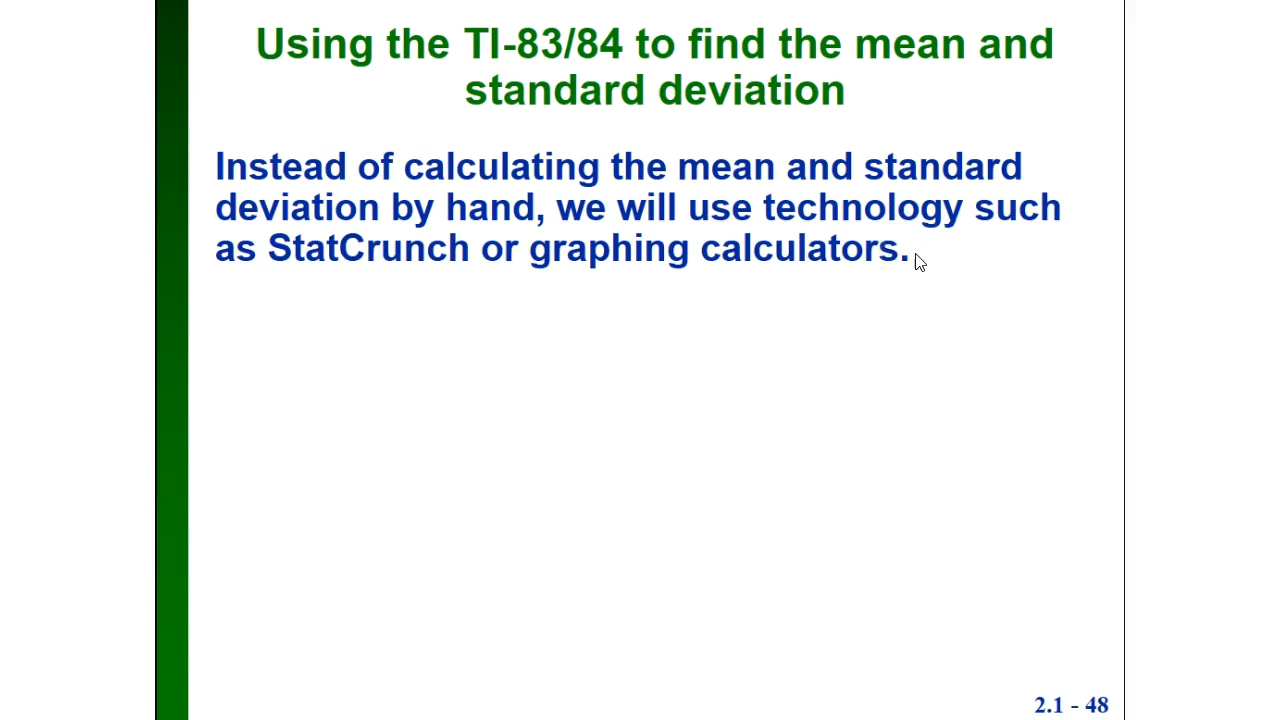 Using the TI-83/84 to find the mean and
standard deviation
Instead of calculating the mean and standard
deviation by hand, we will use technology such
as StatCrunch or graphing calculators.
2.1 - 48